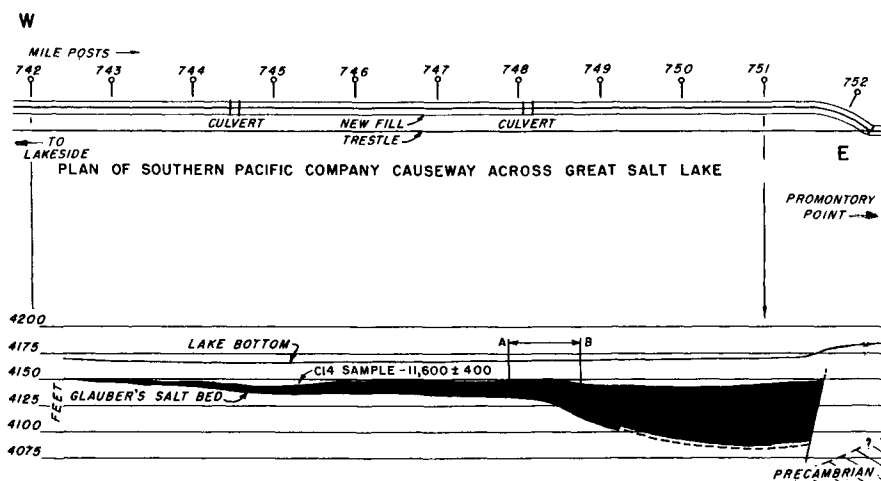 W
MILE POSTS
742 743 744 745 746 747 748 749 750 751 752
CULVERT NEW FILL CULVERT
TRESTLE
TO
LAKESIDE
E
PLAN OF SOUTHERN PACIFIC COMPANY CAUSEWAY ACROSS GREAT SALT LAKE
PROMONTORY
POINT
4200
4175 LAKE BOTTOM A B
4150
C14 SAMPLE -11,600 ± 400
FEET
GLAUBER'S SALT BED
4125
4100
4075
?
PRECAMBRIAN